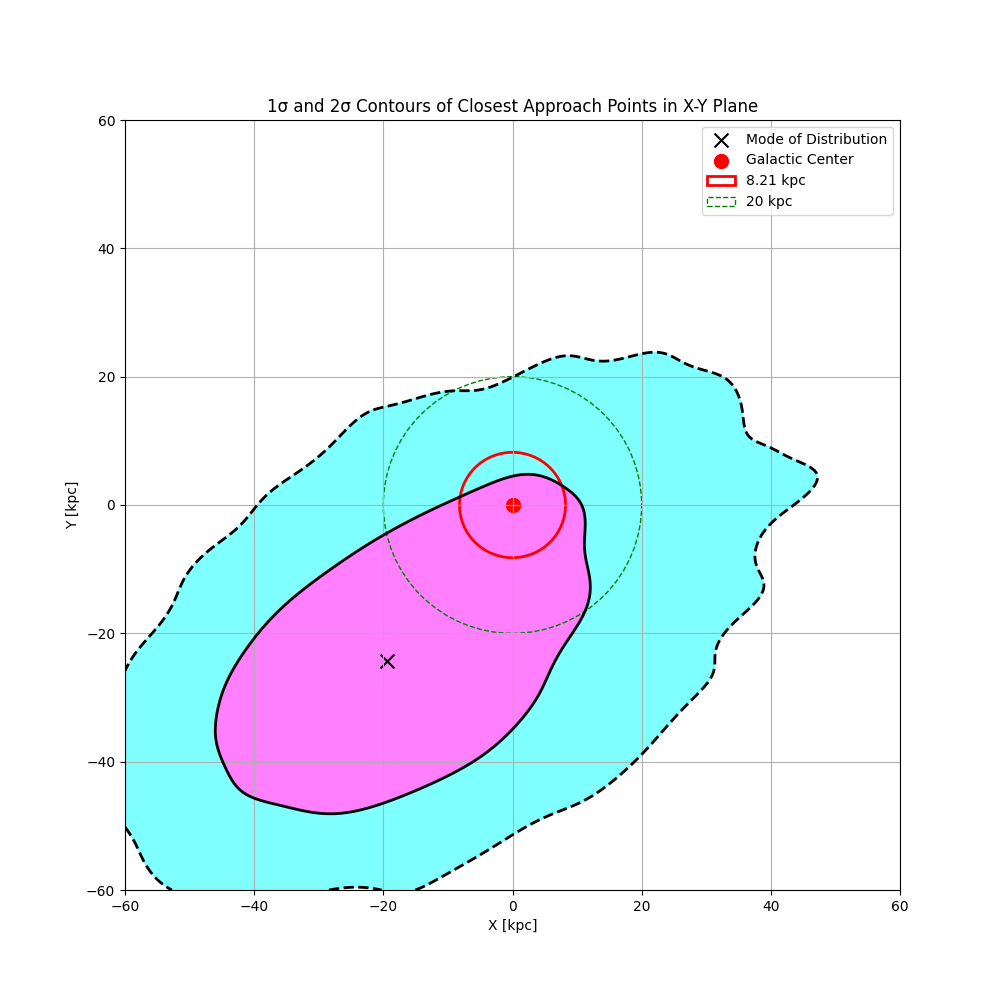 1σ and 2σ Contours of Closest Approach Points in X-Y Plane
Mode of Distribution
Galactic Center
8.21 kpc
20 kpc
60
40
20
0
−20
−40
−60
Y [kpc]
−60 −40 −20 0 20 40 60
X [kpc]